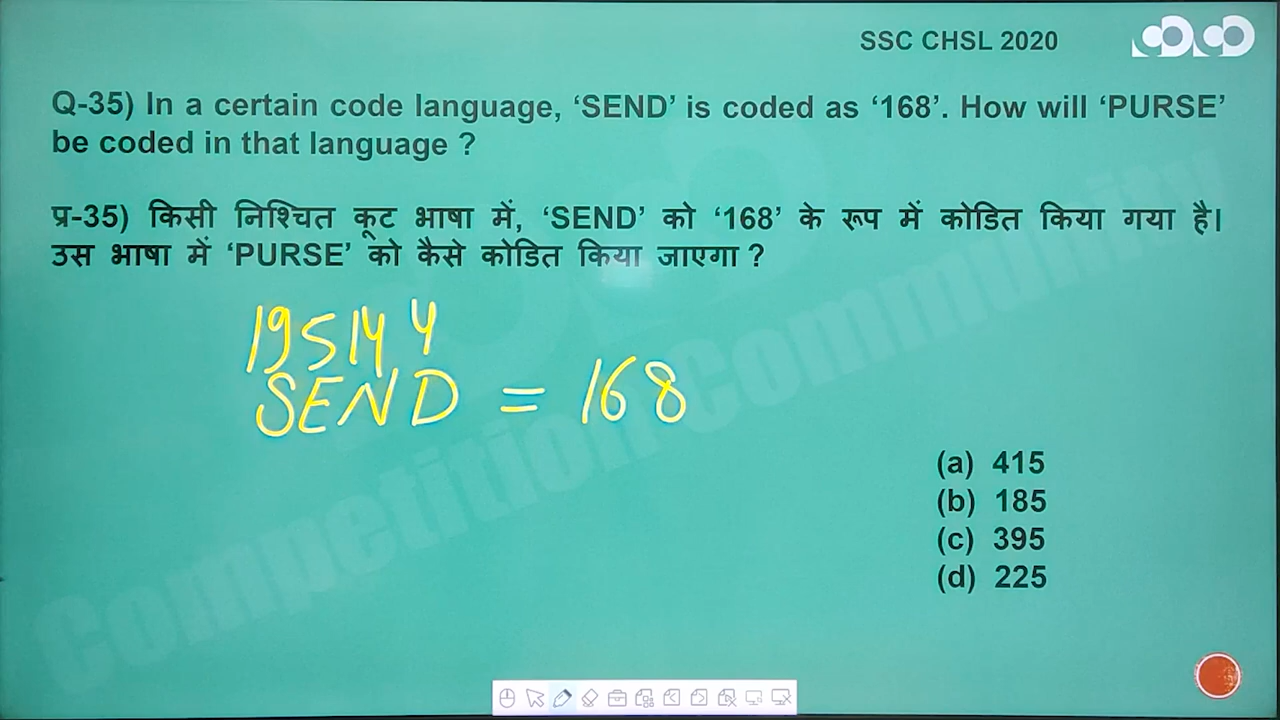 SSC CHSL 2020
Q-35) In a certain code language, ‘SEND’ is coded as ‘168’. How will ‘PURSE’
be coded in that language ?
प्र-35) किसी निश्चित कूट भाषा में, ‘SEND’ को ‘168’ के रूप में कोडित किया गया है।
उस भाषा में ‘PURSE’ को कैसे कोडित किया जाएगा ?
19 5 14 4
SEND = 168
(a) 415
(b) 185
(c) 395
(d) 225
Competition Community